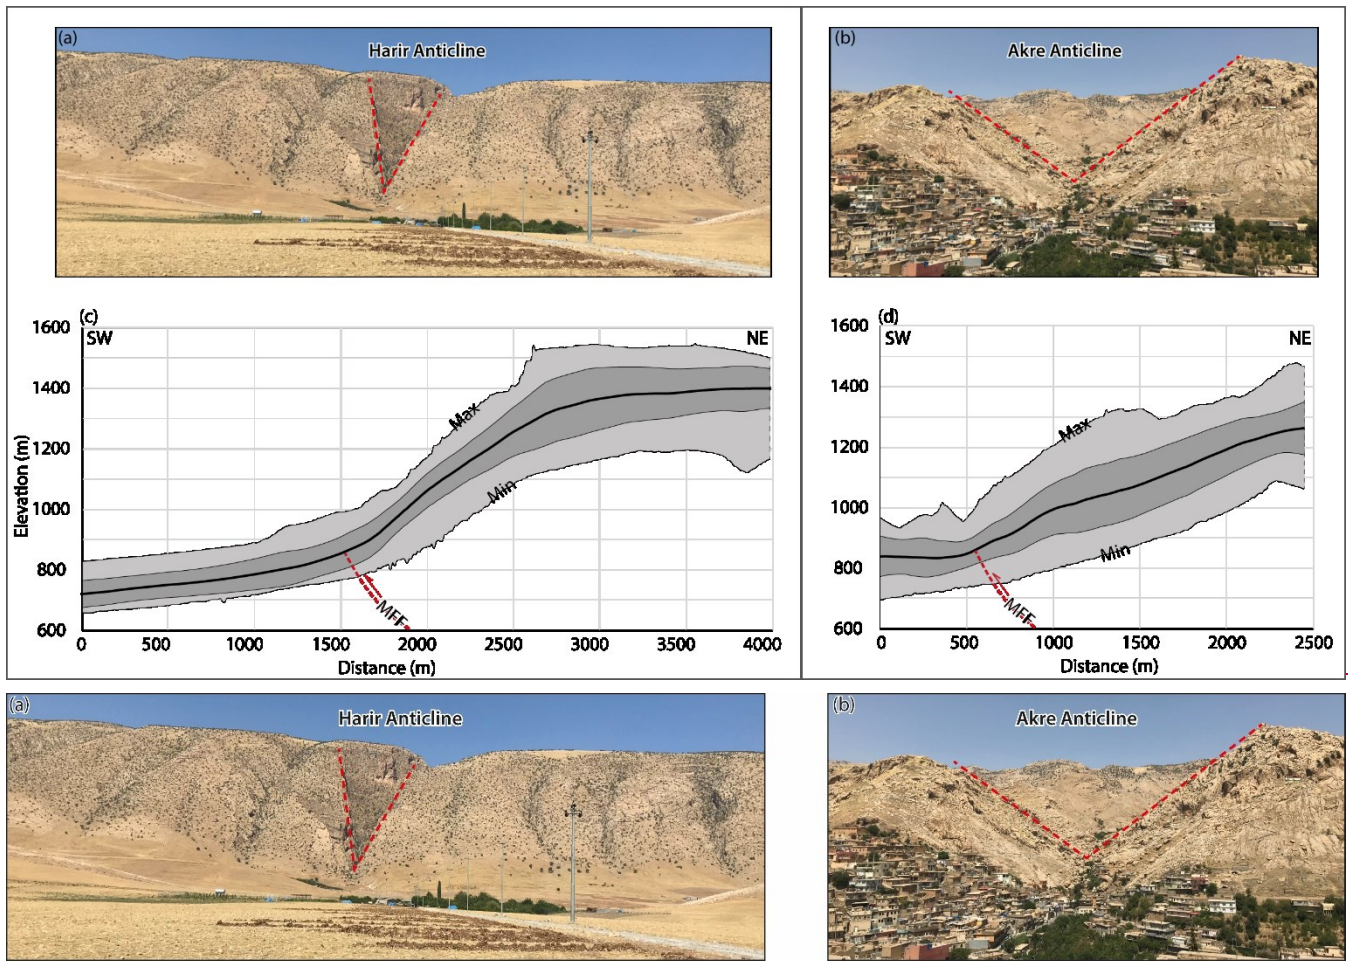 (a)
Harir Anticline
(b)
Akre Anticline
(c)
SW
NE
Max
Min
MFF
1600
1400
1200
1000
800
600
Elevation (m)
0
500
1000
1500
2000
2500
3000
3500
4000
Distance (m)
(d)
SW
NE
Max
Min
MFF
1600
1400
1200
1000
800
600
0
500
1000
1500
2000
2500
Distance (m)
(a)
Harir Anticline
(b)
Akre Anticline